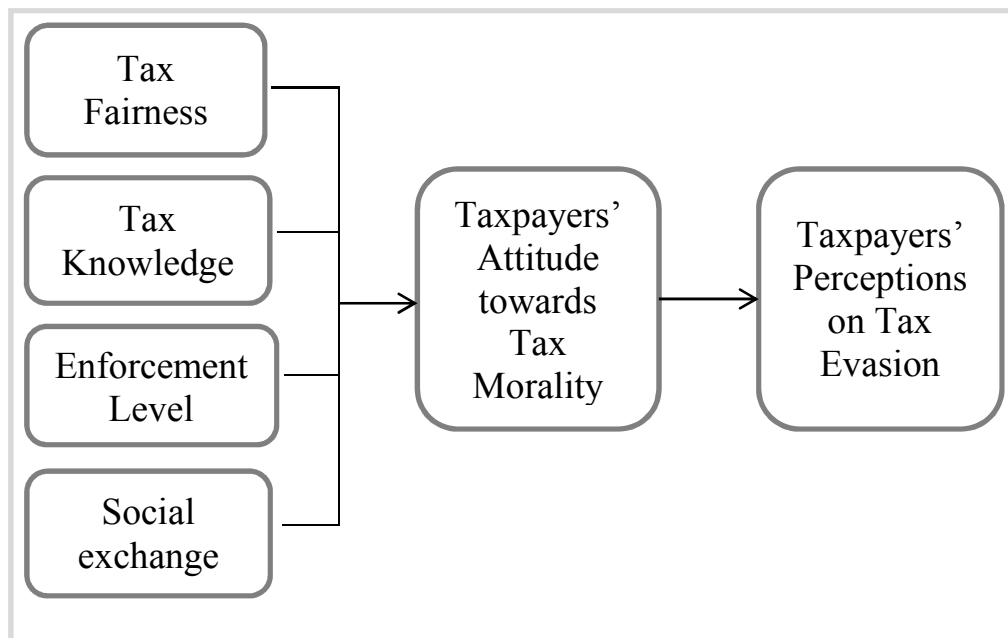 Tax
Fairness
Tax
Knowledge
Enforcement
Level
Social
exchange
Taxpayers’
Attitude
towards
Tax
Morality
Taxpayers’
Perceptions
on Tax
Evasion